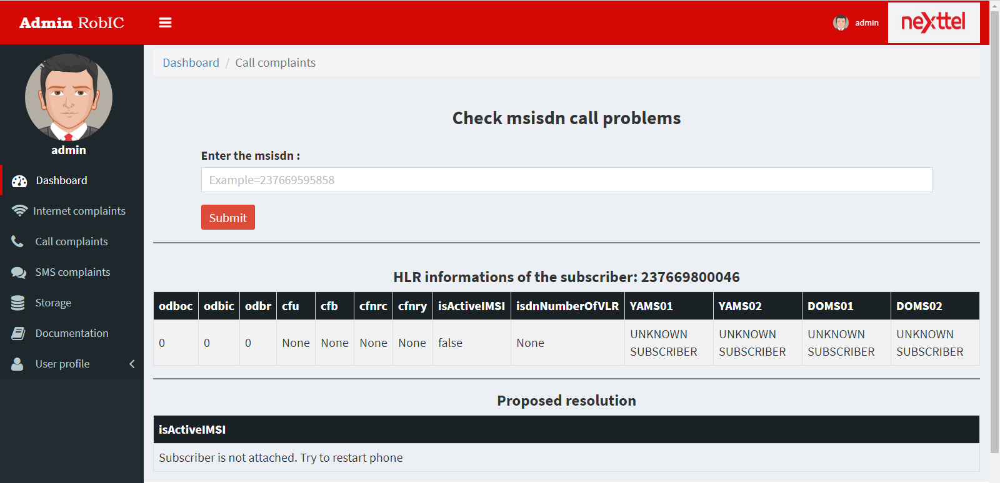 Admin RobIC
admin
nexttel
admin
Dashboard
Internet complaints
Call complaints
SMS complaints
Storage
Documentation
User profile
Dashboard / Call complaints
Check msisdn call problems
Enter the msisdn :
Example=237669595858
Submit
HLR informations of the subscriber: 237669800046
odboc odbic odbr cfu cfb cfnrc cfnry isActiveIMSI isdnNumberOfVLR YAMS01 YAMS02 DOMS01 DOMS02
0 0 0 None None None None false None UNKNOWN SUBSCRIBER UNKNOWN SUBSCRIBER UNKNOWN SUBSCRIBER UNKNOWN SUBSCRIBER
Proposed resolution
isActiveIMSI
Subscriber is not attached. Try to restart phone